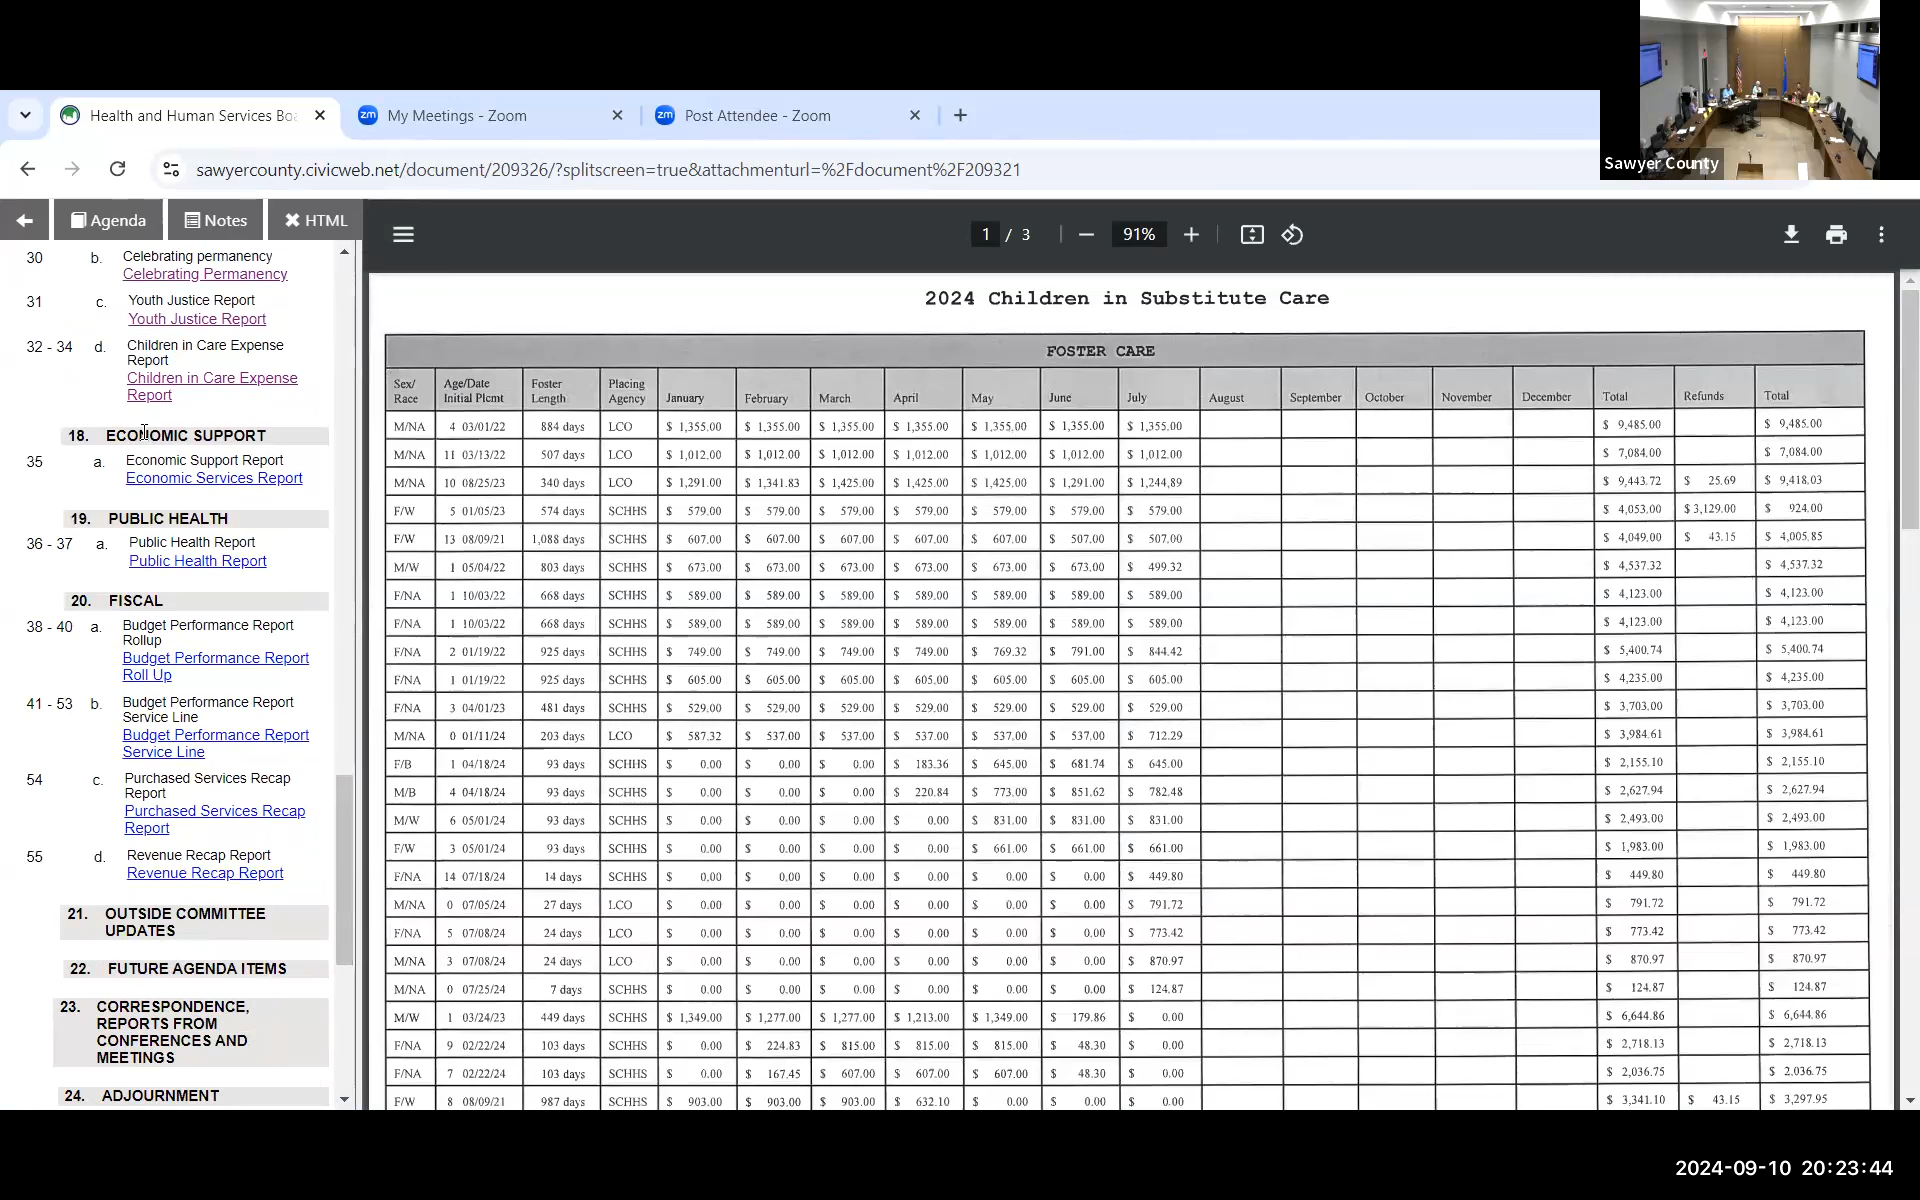 Health and Human Services Boa
My Meetings - Zoom
Post Attendee - Zoom
Sawyer County
sawyercounty.civicweb.net/document/209326/?splitscreen=true&attachmenturl=%2Fdocument%2F209321
Agenda Notes HTML
1 / 3 91%
30 b. Celebrating permanency
Celebrating Permanency
31 c. Youth Justice Report
Youth Justice Report
32 - 34 d. Children in Care Expense
Report
Children in Care Expense
Report
18. ECONOMIC SUPPORT
35 a. Economic Support Report
Economic Services Report
19. PUBLIC HEALTH
36 - 37 a. Public Health Report
Public Health Report
20. FISCAL
38 - 40 a. Budget Performance Report
Rollup
Budget Performance Report
Roll Up
41 - 53 b. Budget Performance Report
Service Line
Budget Performance Report
Service Line
54 c. Purchased Services Recap
Report
Purchased Services Recap
Report
55 d. Revenue Recap Report
Revenue Recap Report
21. OUTSIDE COMMITTEE
UPDATES
22. FUTURE AGENDA ITEMS
23. CORRESPONDENCE,
REPORTS FROM
CONFERENCES AND
MEETINGS
24. ADJOURNMENT
2024 Children in Substitute Care
FOSTER CARE
Sex/ Age/Date Foster Placing
Race Initial Plcmt Length Agency January February March April May June July August September October November December Total Refunds Total
M/NA 4 03/01/22 884 days LCO $ 1,355.00 $ 1,355.00 $ 1,355.00 $ 1,355.00 $ 1,355.00 $ 1,355.00 $ 1,355.00 $ 9,485.00 $ 9,485.00
M/NA 11 03/13/22 507 days LCO $ 1,012.00 $ 1,012.00 $ 1,012.00 $ 1,012.00 $ 1,012.00 $ 1,012.00 $ 1,012.00 $ 7,084.00 $ 7,084.00
M/NA 10 08/25/23 340 days LCO $ 1,291.00 $ 1,341.83 $ 1,425.00 $ 1,425.00 $ 1,425.00 $ 1,291.00 $ 1,244.89 $ 9,443.72 $ 25.69 $ 9,418.03
F/W 5 01/05/23 574 days SCHHS $ 579.00 $ 579.00 $ 579.00 $ 579.00 $ 579.00 $ 579.00 $ 579.00 $ 4,053.00 $ 3,129.00 $ 924.00
F/W 13 08/09/21 1,088 days SCHHS $ 607.00 $ 607.00 $ 607.00 $ 607.00 $ 607.00 $ 507.00 $ 507.00 $ 4,049.00 $ 43.15 $ 4,005.85
M/W 1 05/04/22 803 days SCHHS $ 673.00 $ 673.00 $ 673.00 $ 673.00 $ 673.00 $ 673.00 $ 499.32 $ 4,537.32 $ 4,537.32
F/NA 1 10/03/22 668 days SCHHS $ 589.00 $ 589.00 $ 589.00 $ 589.00 $ 589.00 $ 589.00 $ 589.00 $ 4,123.00 $ 4,123.00
F/NA 1 10/03/22 668 days SCHHS $ 589.00 $ 589.00 $ 589.00 $ 589.00 $ 589.00 $ 589.00 $ 589.00 $ 4,123.00 $ 4,123.00
F/NA 2 01/19/22 925 days SCHHS $ 749.00 $ 749.00 $ 749.00 $ 749.00 $ 769.32 $ 791.00 $ 844.42 $ 5,400.74 $ 5,400.74
F/NA 1 01/19/22 925 days SCHHS $ 605.00 $ 605.00 $ 605.00 $ 605.00 $ 605.00 $ 605.00 $ 605.00 $ 4,235.00 $ 4,235.00
F/NA 3 04/01/23 481 days SCHHS $ 529.00 $ 529.00 $ 529.00 $ 529.00 $ 529.00 $ 529.00 $ 529.00 $ 3,703.00 $ 3,703.00
M/NA 0 01/11/24 203 days LCO $ 587.32 $ 537.00 $ 537.00 $ 537.00 $ 537.00 $ 537.00 $ 712.29 $ 3,984.61 $ 3,984.61
F/B 1 04/18/24 93 days SCHHS $ 0.00 $ 0.00 $ 0.00 $ 183.36 $ 645.00 $ 681.74 $ 645.00 $ 2,155.10 $ 2,155.10
M/B 4 04/18/24 93 days SCHHS $ 0.00 $ 0.00 $ 0.00 $ 220.84 $ 773.00 $ 851.62 $ 782.48 $ 2,627.94 $ 2,627.94
M/W 6 05/01/24 93 days SCHHS $ 0.00 $ 0.00 $ 0.00 $ 0.00 $ 831.00 $ 831.00 $ 831.00 $ 2,493.00 $ 2,493.00
F/W 3 05/01/24 93 days SCHHS $ 0.00 $ 0.00 $ 0.00 $ 0.00 $ 661.00 $ 661.00 $ 661.00 $ 1,983.00 $ 1,983.00
F/NA 14 07/18/24 14 days SCHHS $ 0.00 $ 0.00 $ 0.00 $ 0.00 $ 0.00 $ 0.00 $ 449.80 $ 449.80 $ 449.80
M/NA 0 07/05/24 27 days LCO $ 0.00 $ 0.00 $ 0.00 $ 0.00 $ 0.00 $ 0.00 $ 791.72 $ 791.72 $ 791.72
F/NA 5 07/08/24 24 days LCO $ 0.00 $ 0.00 $ 0.00 $ 0.00 $ 0.00 $ 0.00 $ 773.42 $ 773.42 $ 773.42
M/NA 3 07/08/24 24 days LCO $ 0.00 $ 0.00 $ 0.00 $ 0.00 $ 0.00 $ 0.00 $ 870.97 $ 870.97 $ 870.97
M/NA 0 07/25/24 7 days SCHHS $ 0.00 $ 0.00 $ 0.00 $ 0.00 $ 0.00 $ 0.00 $ 124.87 $ 124.87 $ 124.87
M/W 1 03/24/23 449 days SCHHS $ 1,349.00 $ 1,277.00 $ 1,277.00 $ 1,213.00 $ 1,349.00 $ 179.86 $ 0.00 $ 6,644.86 $ 6,644.86
F/NA 9 02/22/24 103 days SCHHS $ 0.00 $ 224.83 $ 815.00 $ 815.00 $ 815.00 $ 48.30 $ 0.00 $ 2,718.13 $ 2,718.13
F/NA 7 02/22/24 103 days SCHHS $ 0.00 $ 167.45 $ 607.00 $ 607.00 $ 607.00 $ 48.30 $ 0.00 $ 2,036.75 $ 2,036.75
F/W 8 08/09/21 987 days SCHHS $ 903.00 $ 903.00 $ 903.00 $ 632.10 $ 0.00 $ 0.00 $ 0.00 $ 3,341.10 $ 43.15 $ 3,297.95
2024-09-10 20:23:44